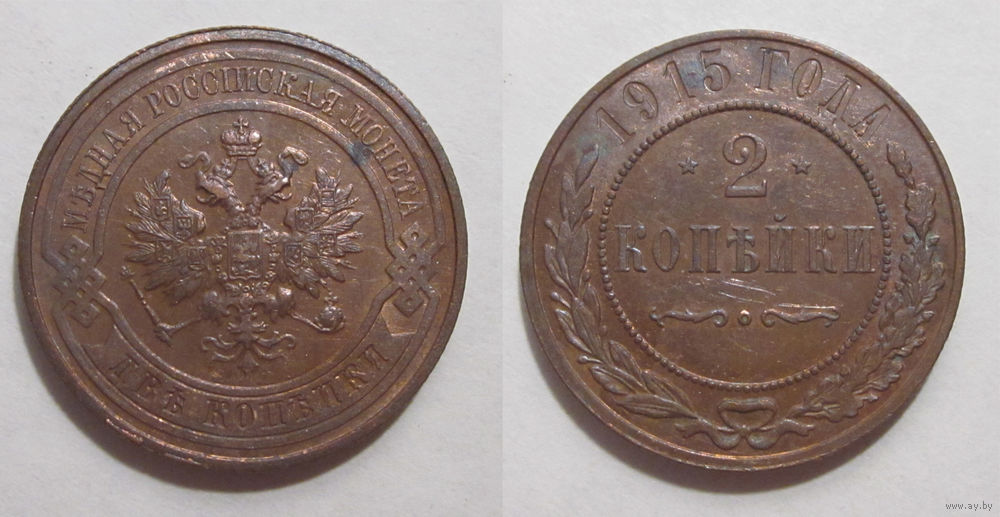 МѢДНАЯ РОССІЙСКАЯ МОНЕТА
ДВѢ КОПѢЙКИ
1915 ГОДА
2
КОПѢЙКИ
www.ay.by